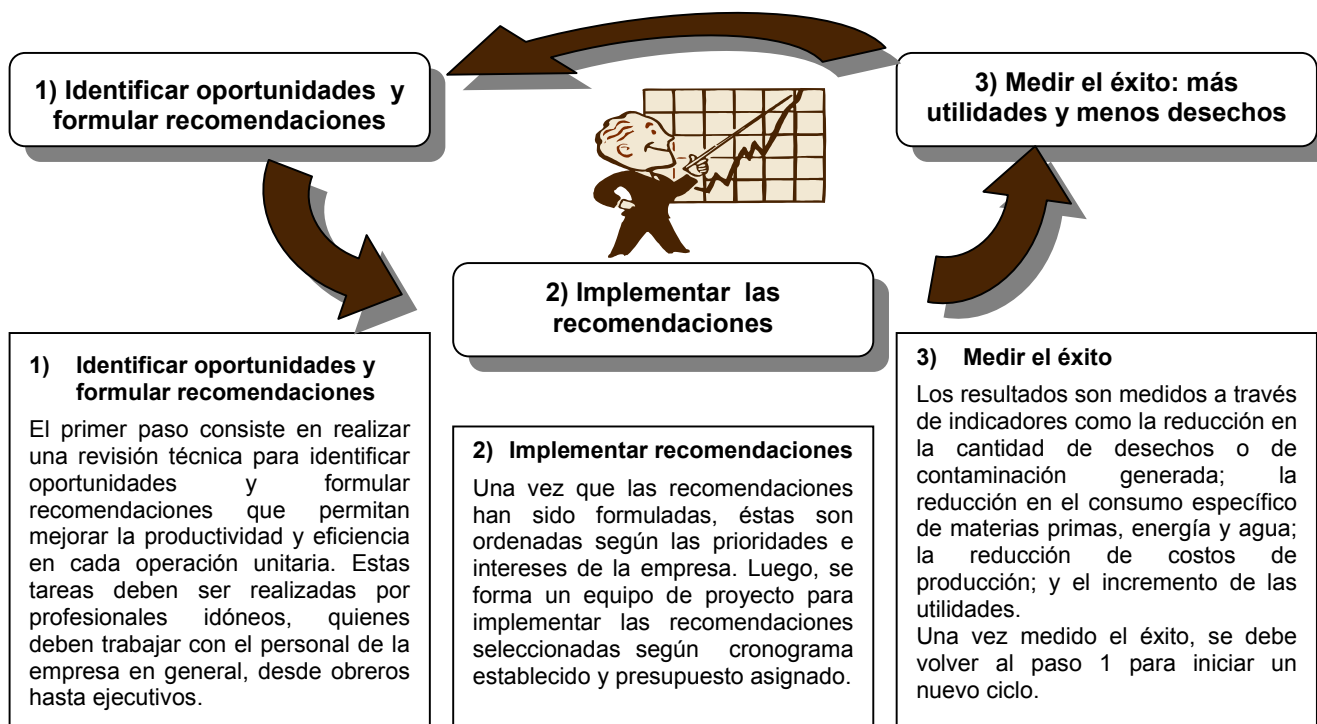 1) Identificar oportunidades y
formular recomendaciones
3) Medir el éxito: más
utilidades y menos desechos
2) Implementar las
recomendaciones
1) Identificar oportunidades y
formular recomendaciones
El primer paso consiste en realizar
una revisión técnica para identificar
oportunidades y formular
recomendaciones que permitan
mejorar la productividad y eficiencia
en cada operación unitaria. Estas
tareas deben ser realizadas por
profesionales idóneos, quienes
deben trabajar con el personal de la
empresa en general, desde obreros
hasta ejecutivos.
2) Implementar recomendaciones
Una vez que las recomendaciones
han sido formuladas, éstas son
ordenadas según las prioridades e
intereses de la empresa. Luego, se
forma un equipo de proyecto para
implementar las recomendaciones
seleccionadas según cronograma
establecido y presupuesto asignado.
3) Medir el éxito
Los resultados son medidos a través
de indicadores como la reducción en
la cantidad de desechos o de
contaminación generada; la
reducción en el consumo específico
de materias primas, energía y agua;
la reducción de costos de
producción; y el incremento de las
utilidades.
Una vez medido el éxito, se debe
volver al paso 1 para iniciar un
nuevo ciclo.